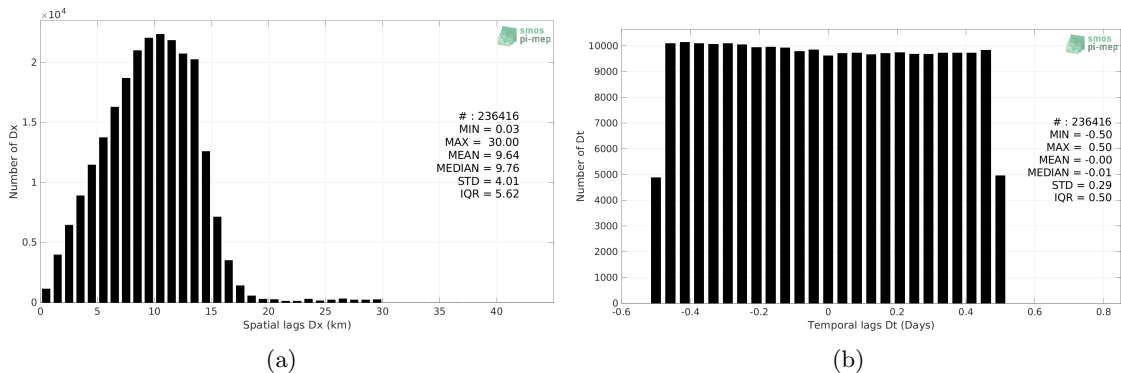 ×10⁴
2
1.5
1
0.5
0
Number of Dx
smos
pi-mep
# : 236416
MIN = 0.03
MAX = 30.00
MEAN = 9.64
MEDIAN = 9.76
STD = 4.01
IQR = 5.62
0 5 10 15 20 25 30 35 40
Spatial lags Dx (km)
(a)
10000
9000
8000
7000
6000
5000
4000
3000
2000
1000
0
Number of Dt
smos
pi-mep
# : 236416
MIN = -0.50
MAX = 0.50
MEAN = -0.00
MEDIAN = -0.01
STD = 0.29
IQR = 0.50
-0.6 -0.4 -0.2 0 0.2 0.4 0.6 0.8
Temporal lags Dt (Days)
(b)